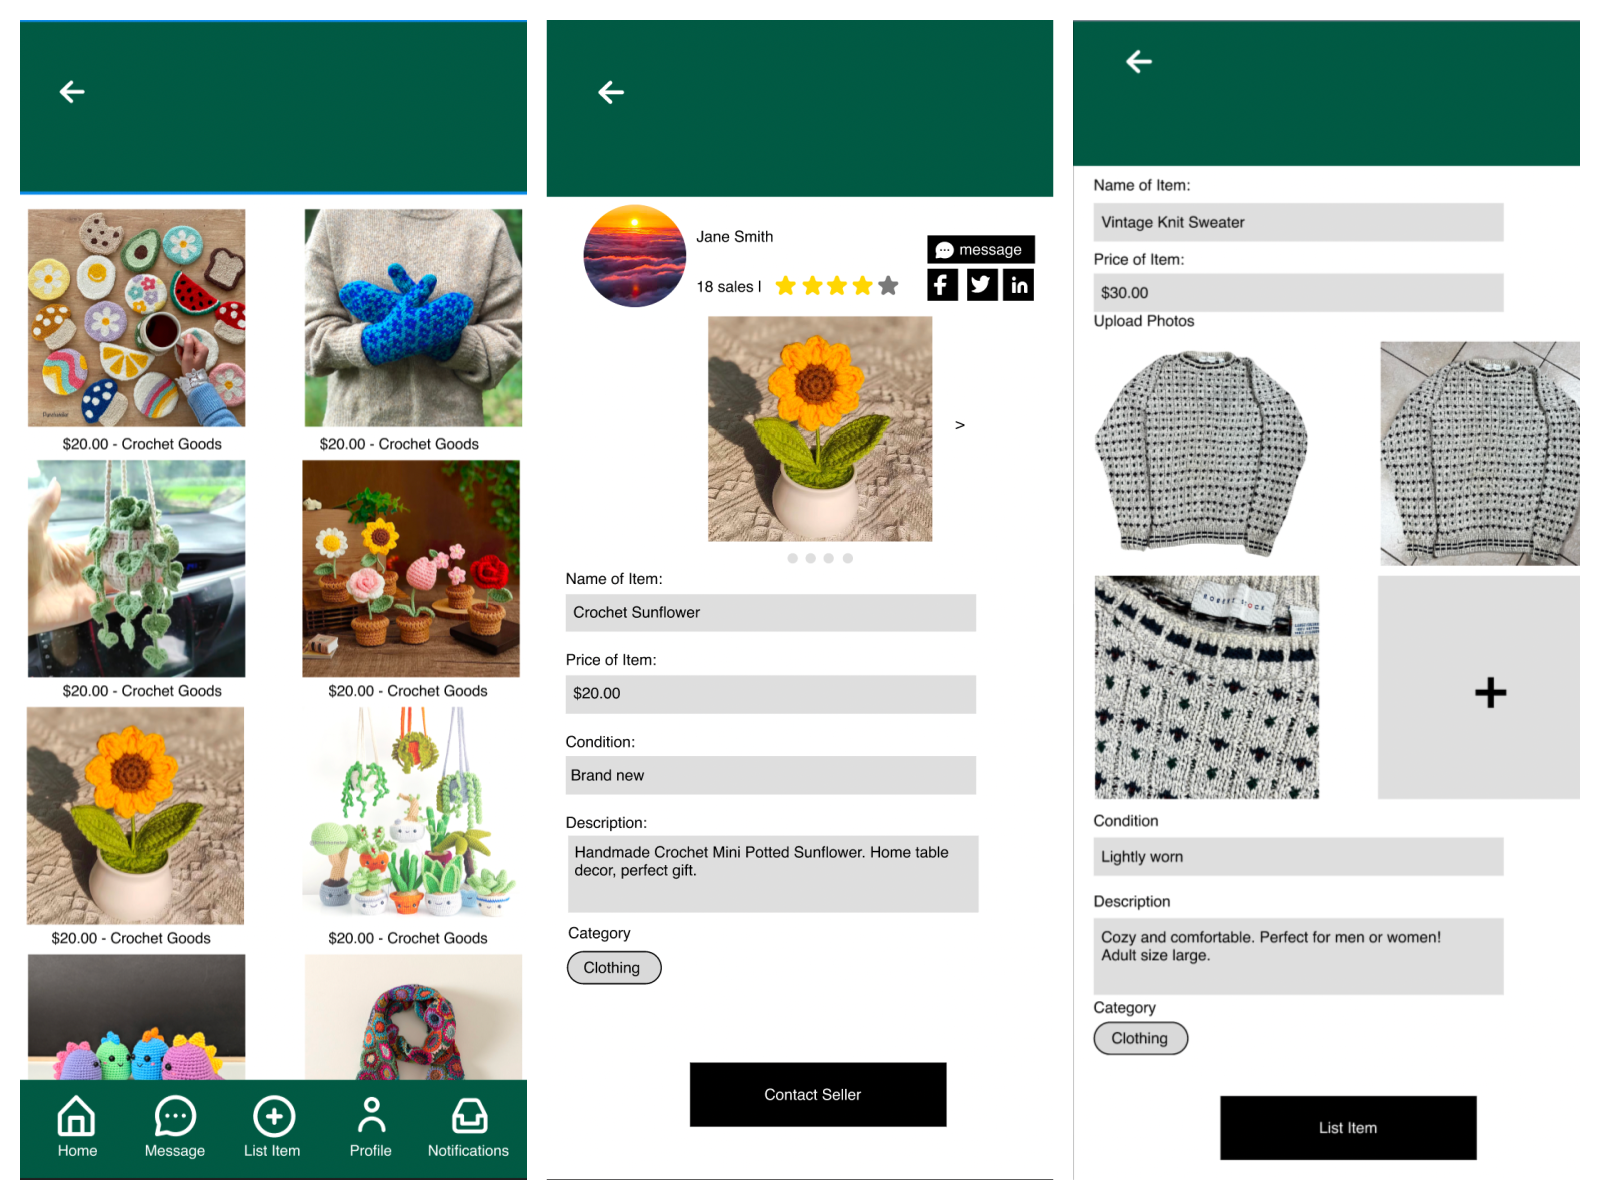 $20.00 - Crochet Goods
$20.00 - Crochet Goods
$20.00 - Crochet Goods
$20.00 - Crochet Goods
$20.00 - Crochet Goods
$20.00 - Crochet Goods
Home
Message
List Item
Profile
Notifications
Jane Smith
18 sales I
message
>
Name of Item:
Crochet Sunflower
Price of Item:
$20.00
Condition:
Brand new
Description:
Handmade Crochet Mini Potted Sunflower. Home table
decor, perfect gift.
Category
Clothing
Contact Seller
Name of Item:
Vintage Knit Sweater
Price of Item:
$30.00
Upload Photos
ROBERT STOCK
Condition
Lightly worn
Description
Cozy and comfortable. Perfect for men or women!
Adult size large.
Category
Clothing
List Item